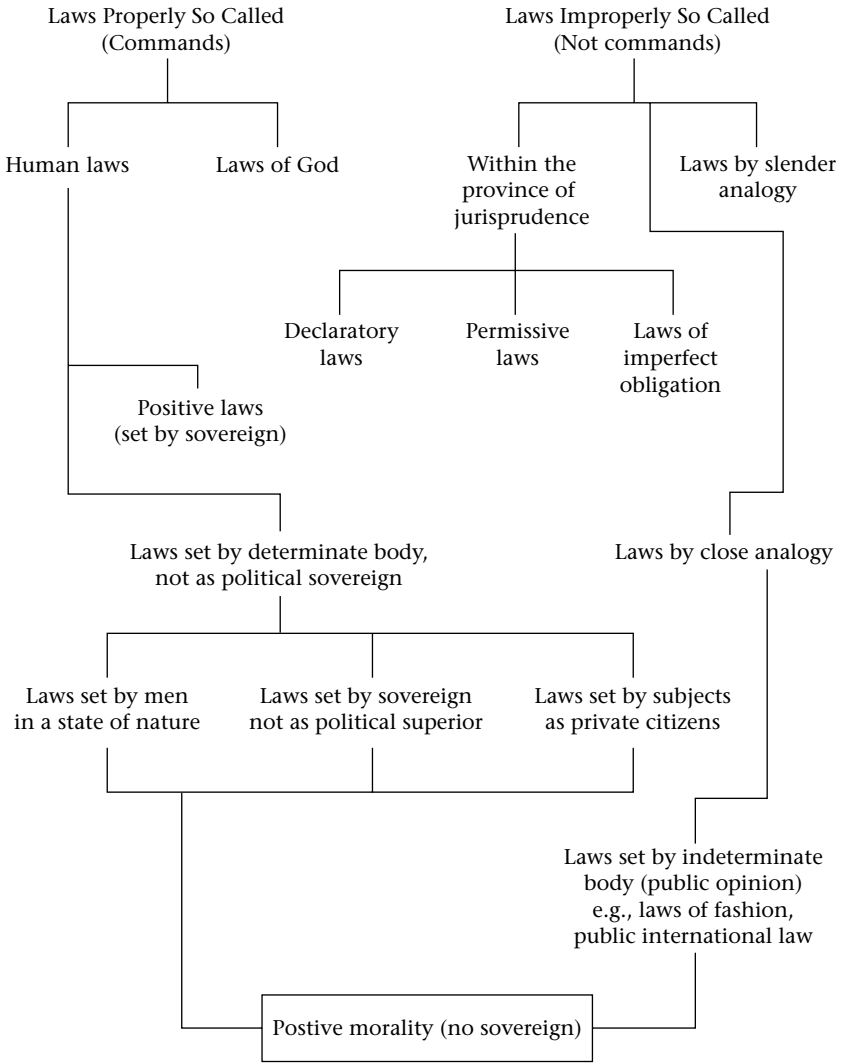 Laws Properly So Called
(Commands)
Laws Improperly So Called
(Not commands)
Human laws
Laws of God
Within the
province of
jurisprudence
Laws by slender
analogy
Declaratory
laws
Permissive
laws
Laws of
imperfect
obligation
Positive laws
(set by sovereign)
Laws set by determinate body,
not as political sovereign
Laws by close analogy
Laws set by men
in a state of nature
Laws set by sovereign
not as political superior
Laws set by subjects
as private citizens
Laws set by indeterminate
body (public opinion)
e.g., laws of fashion,
public international law
Postive morality (no sovereign)